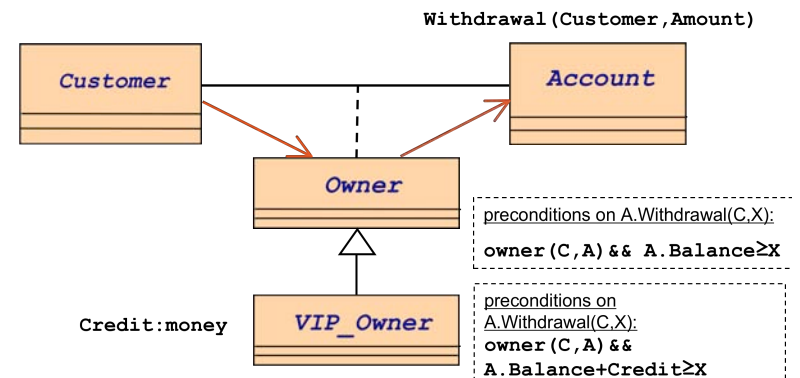 Withdrawal(Customer,Amount)
Customer
Account
Owner
preconditions on A.Withdrawal(C,X):
owner(C,A)&& A.Balance≥X
Credit:money
VIP_Owner
preconditions on
A.Withdrawal(C,X):
owner(C,A)&&
A.Balance+Credit≥X